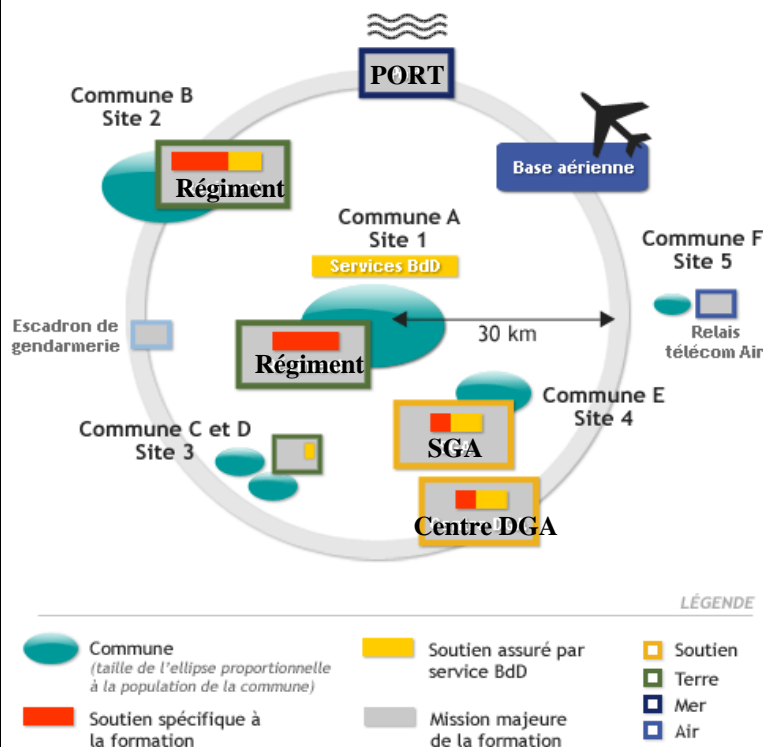 PORT
Commune B
Site 2
Base aérienne
Régiment
Commune A
Site 1
Services BdD
Commune F
Site 5
Escadron de
gendarmerie
30 km
Relais
télécom Air
Régiment
Commune E
Site 4
Commune C et D
Site 3
SGA
Centre DGA
LÉGENDE
Commune
(taille de l'ellipse proportionnelle
à la population de la commune)
Soutien spécifique à
la formation
Soutien assuré par
service BdD
Mission majeure
de la formation
Soutien
Terre
Mer
Air